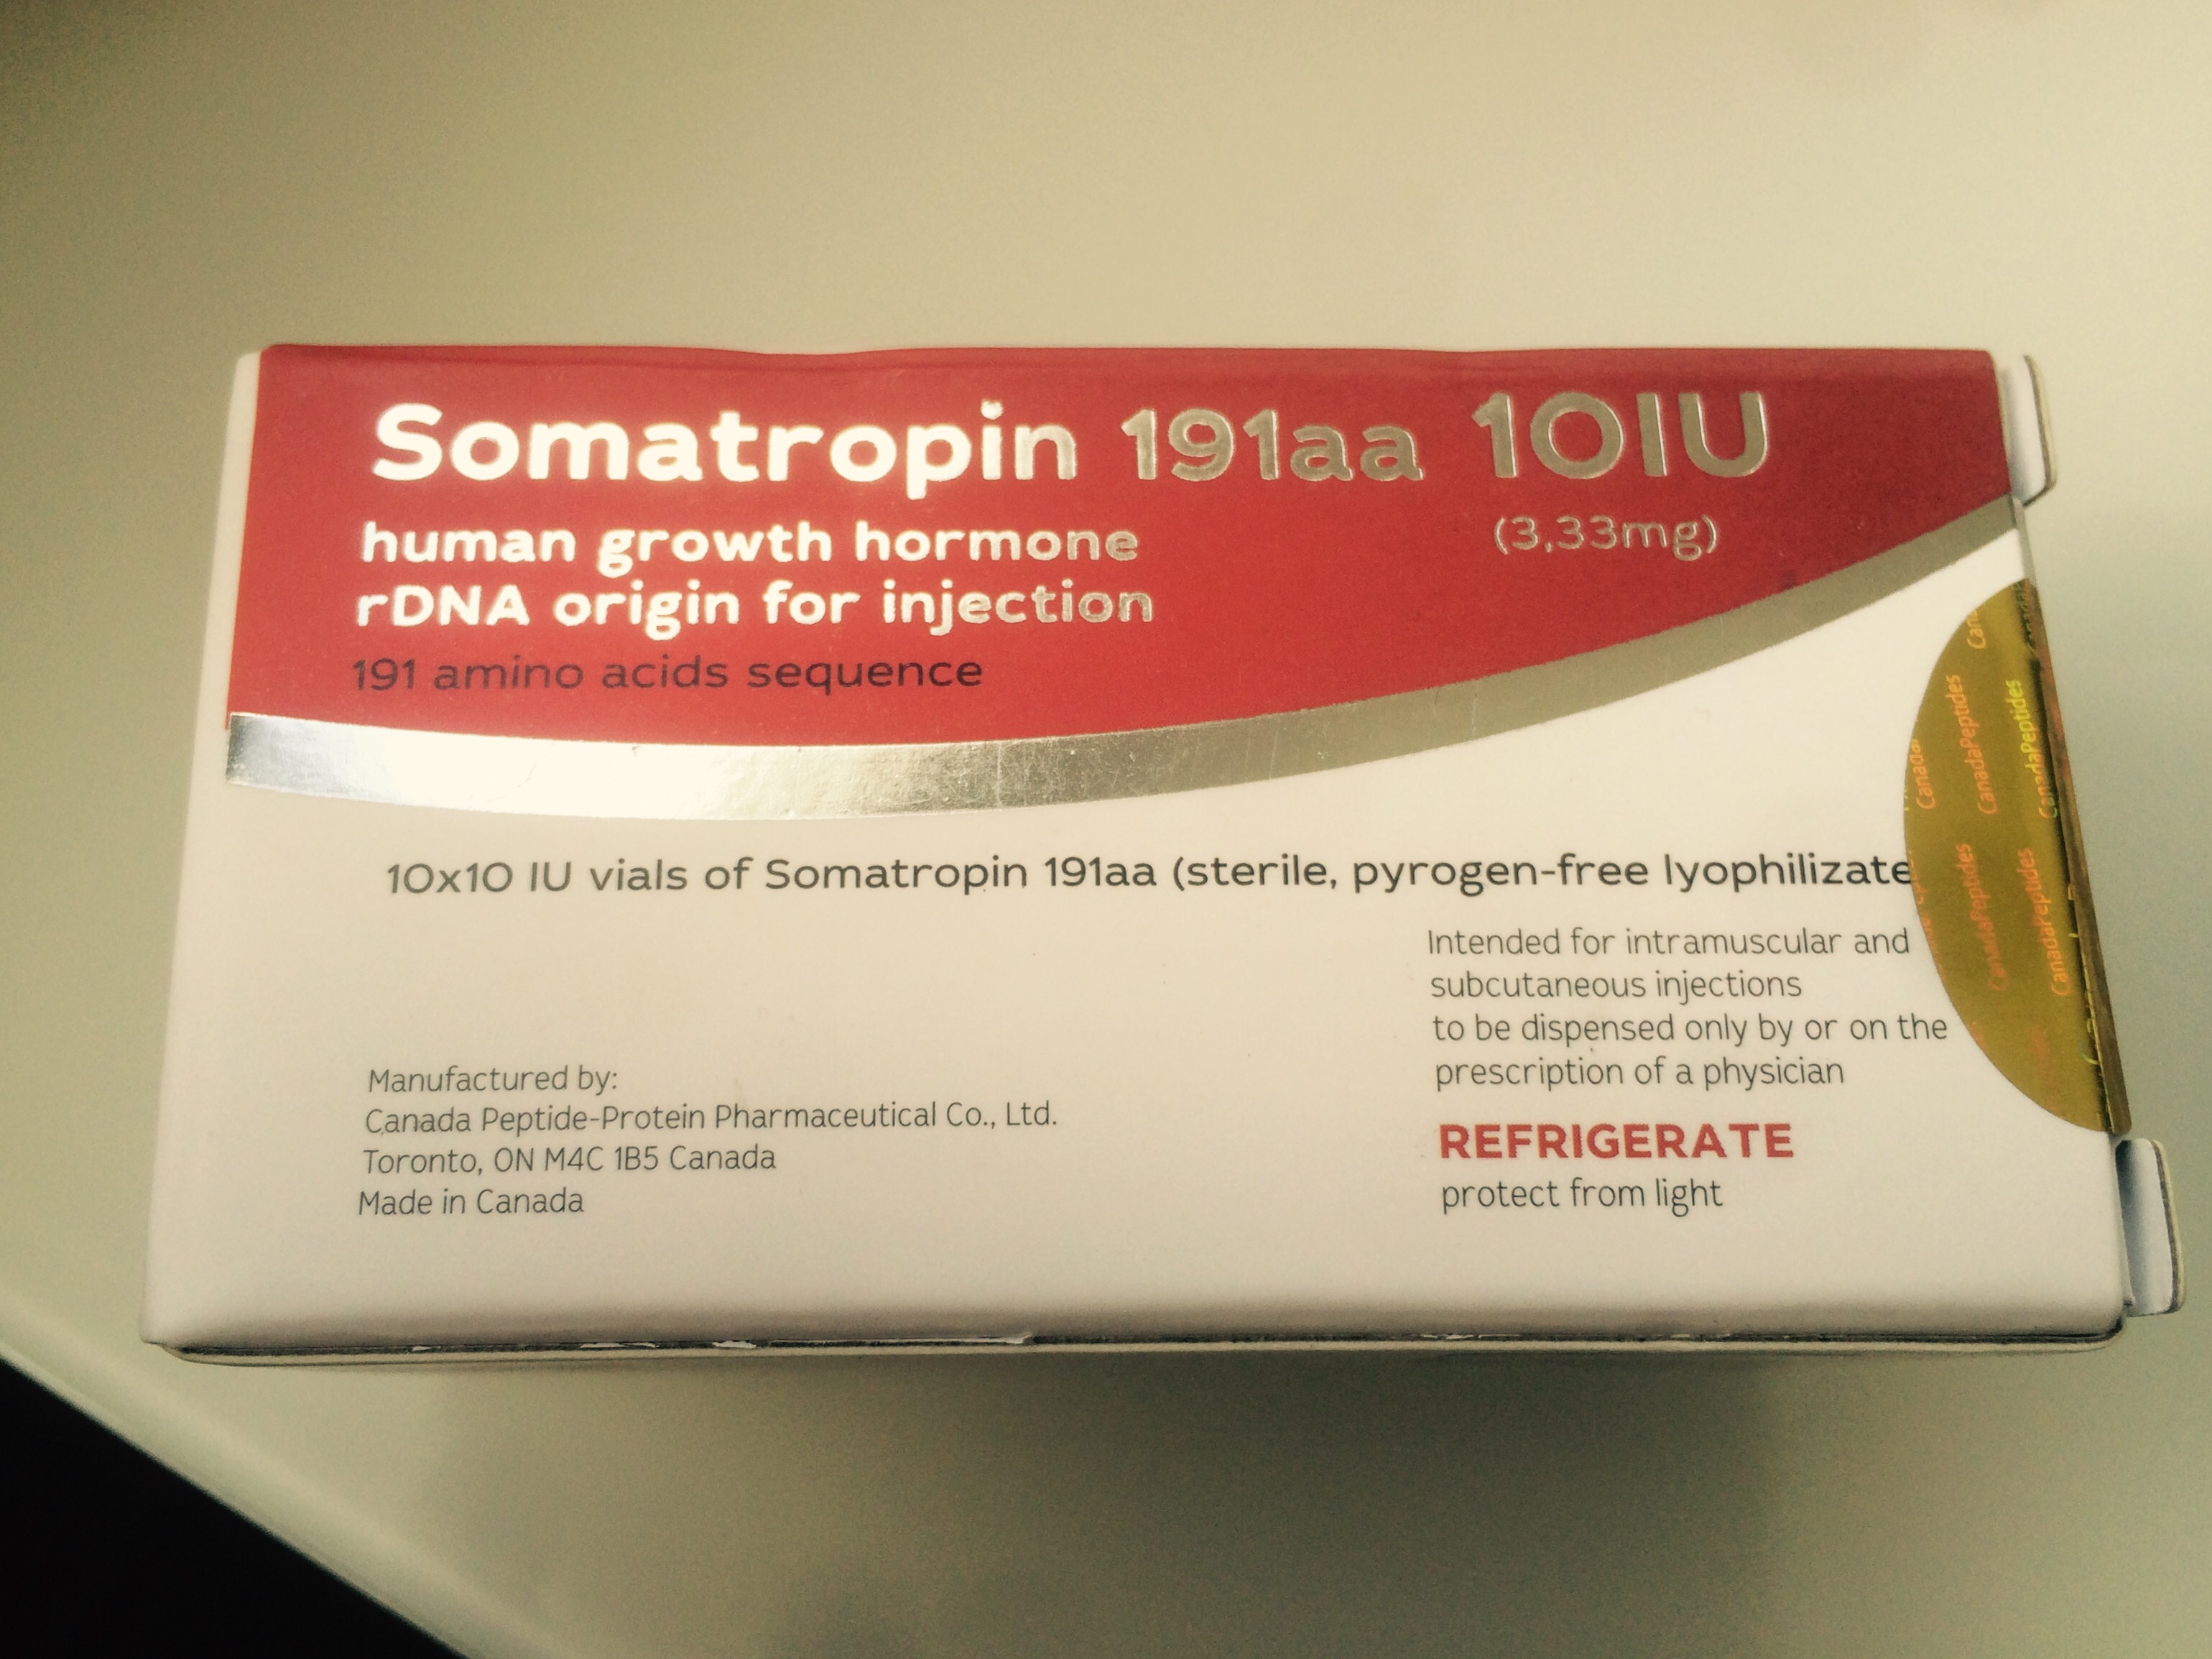 Somatropin 191aa 10IU
(3,33mg)
human growth hormone
rDNA origin for injection
191 amino acids sequence
10x10 IU vials of Somatropin 191aa (sterile, pyrogen-free lyophilizate
Intended for intramuscular and
subcutaneous injections
to be dispensed only by or on the
prescription of a physician
REFRIGERATE
protect from light
Manufactured by:
Canada Peptide-Protein Pharmaceutical Co., Ltd.
Toronto, ON M4C 1B5 Canada
Made in Canada
CanadaPeptides
CanadaPeptides
CanadaPeptides
CanadaPeptides